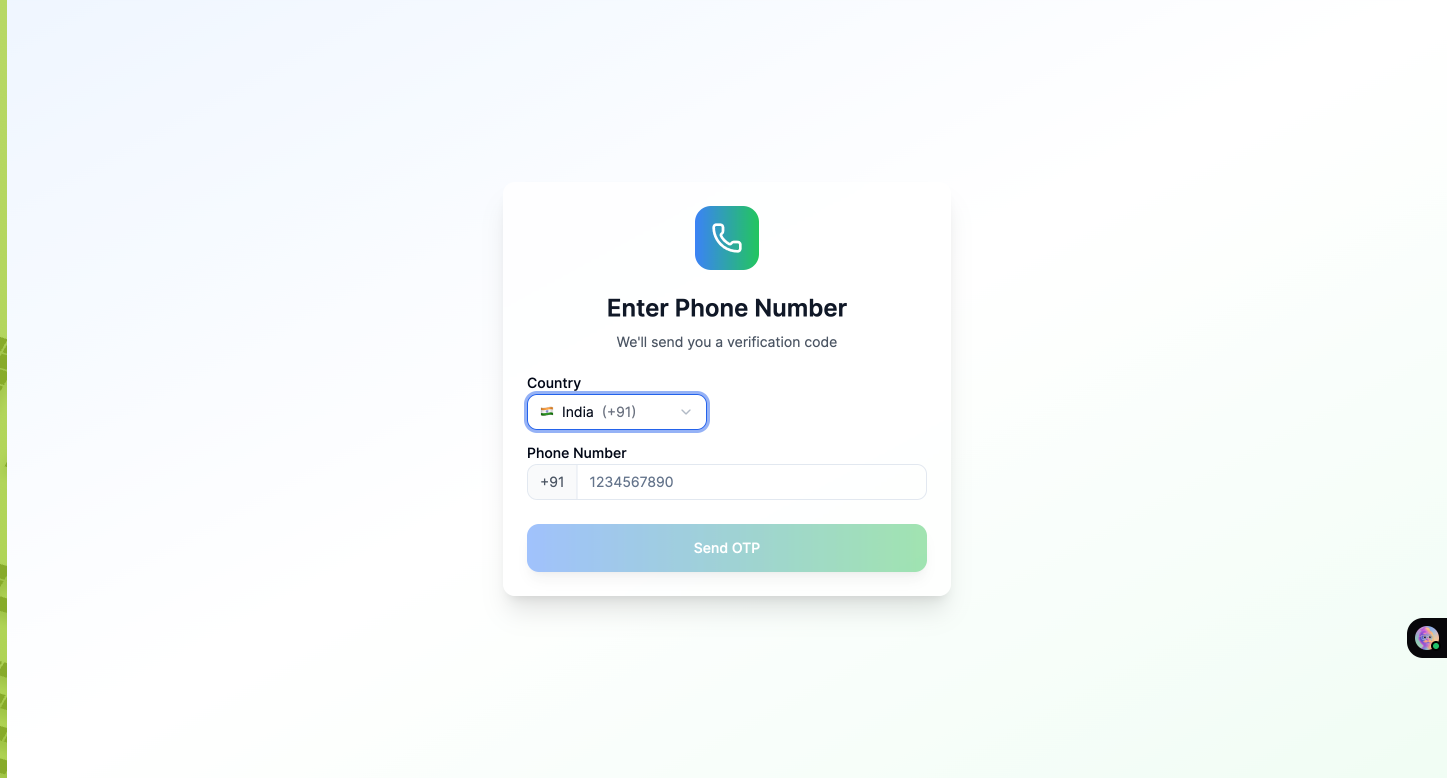 Enter Phone Number
We'll send you a verification code
Country
India (+91)
Phone Number
+91 1234567890
Send OTP